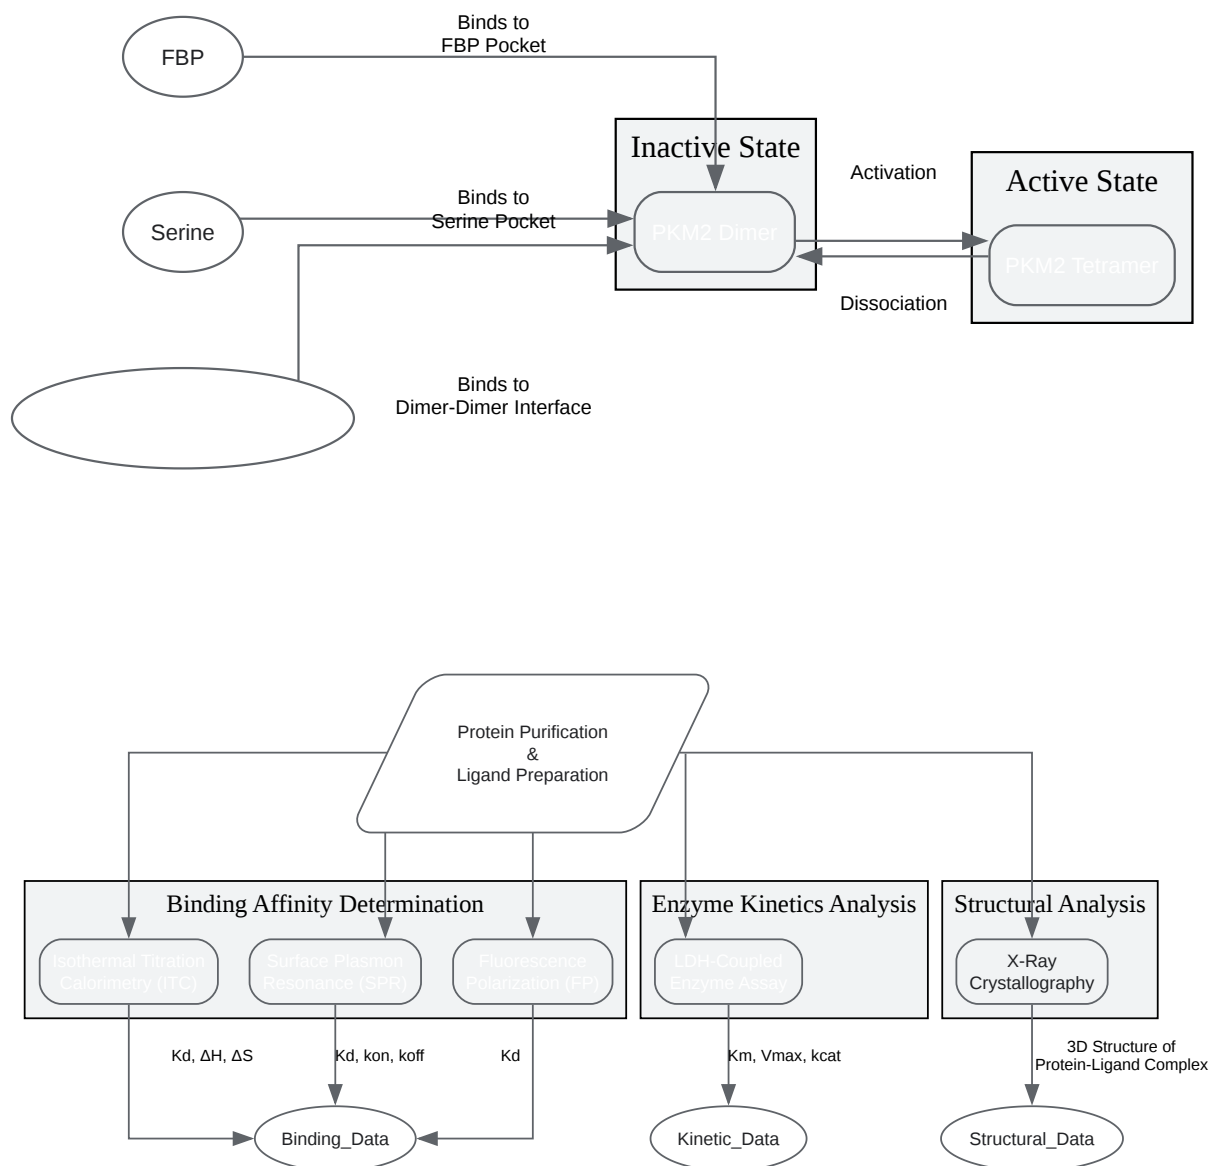 Binds to
FBP Pocket
FBP
Inactive State
Activation
Active State
Binds to
Serine Pocket
Serine
PKM2 Dimer
PKM2 Tetramer
Dissociation
Binds to
Dimer-Dimer Interface
Protein Purification
&
Ligand Preparation
Binding Affinity Determination
Enzyme Kinetics Analysis
Structural Analysis
Isothermal Titration
Calorimetry (ITC)
Surface Plasmon
Resonance (SPR)
Fluorescence
Polarization (FP)
LDH-Coupled
Enzyme Assay
X-Ray
Crystallography
Kd, ΔH, ΔS
Kd, kon, koff
Kd
Km, Vmax, kcat
3D Structure of
Protein-Ligand Complex
Binding_Data
Kinetic_Data
Structural_Data